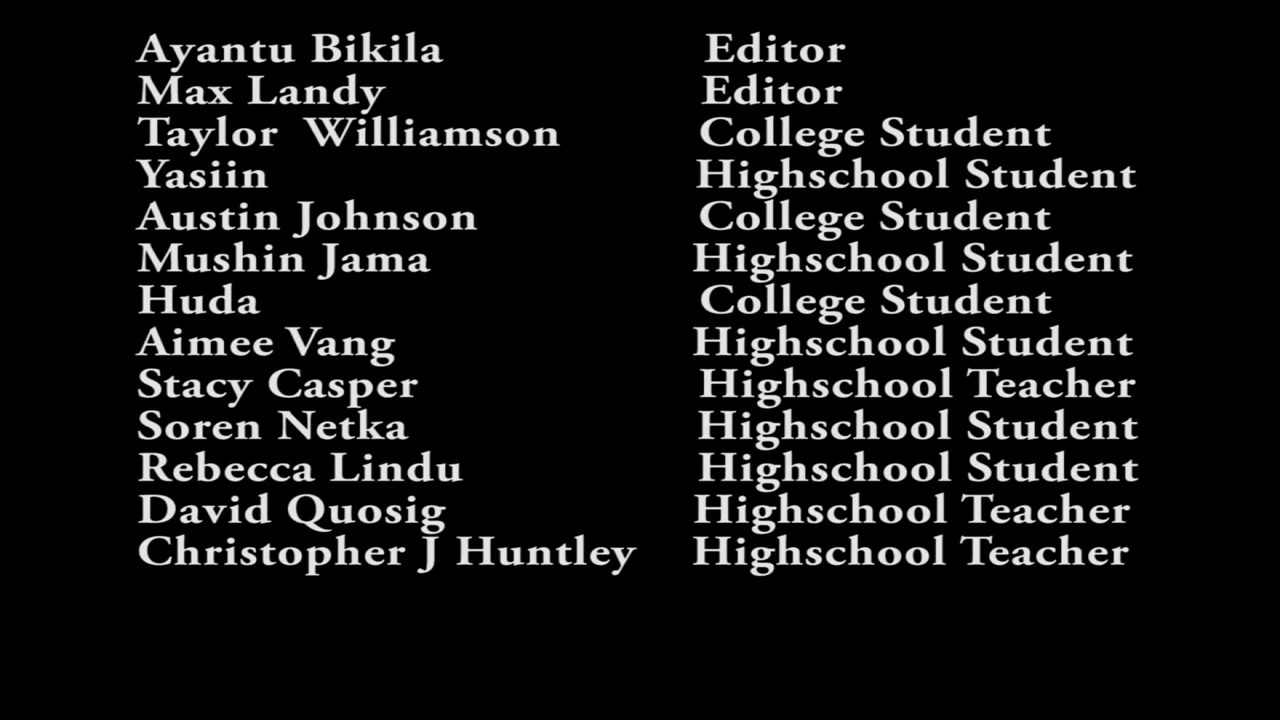 Ayantu Bikila Editor
Max Landy Editor
Taylor Williamson College Student
Yasiin Highschool Student
Austin Johnson College Student
Mushin Jama Highschool Student
Huda College Student
Aimee Vang Highschool Student
Stacy Casper Highschool Teacher
Soren Netka Highschool Student
Rebecca Lindu Highschool Student
David Quosig Highschool Teacher
Christopher J Huntley Highschool Teacher